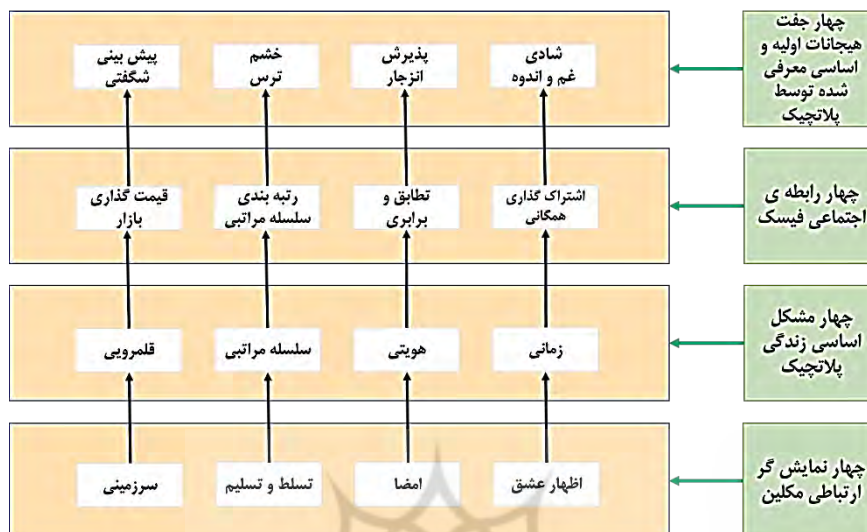 چهار جفت
هیجانات اولیه و
اساسی معرفی
شده توسط
پلاتچیک
شادی
غم و اندوه
پذیرش
انزجار
خشم
ترس
پیش بینی
شگفتی
چهار رابطه ی
اجتماعی فیسک
اشتراک گذاری
همگانی
تطابق و
برابری
رتبه بندی
سلسله مراتبی
قیمت گذاری
بازار
چهار مشکل
اساسی زندگی
پلاتچیک
زمانی
هویتی
سلسله مراتبی
قلمرویی
چهار نمایش گر
ارتباطی مکلین
اظهار عشق
امضا
تسلط و تسلیم
سرزمینی